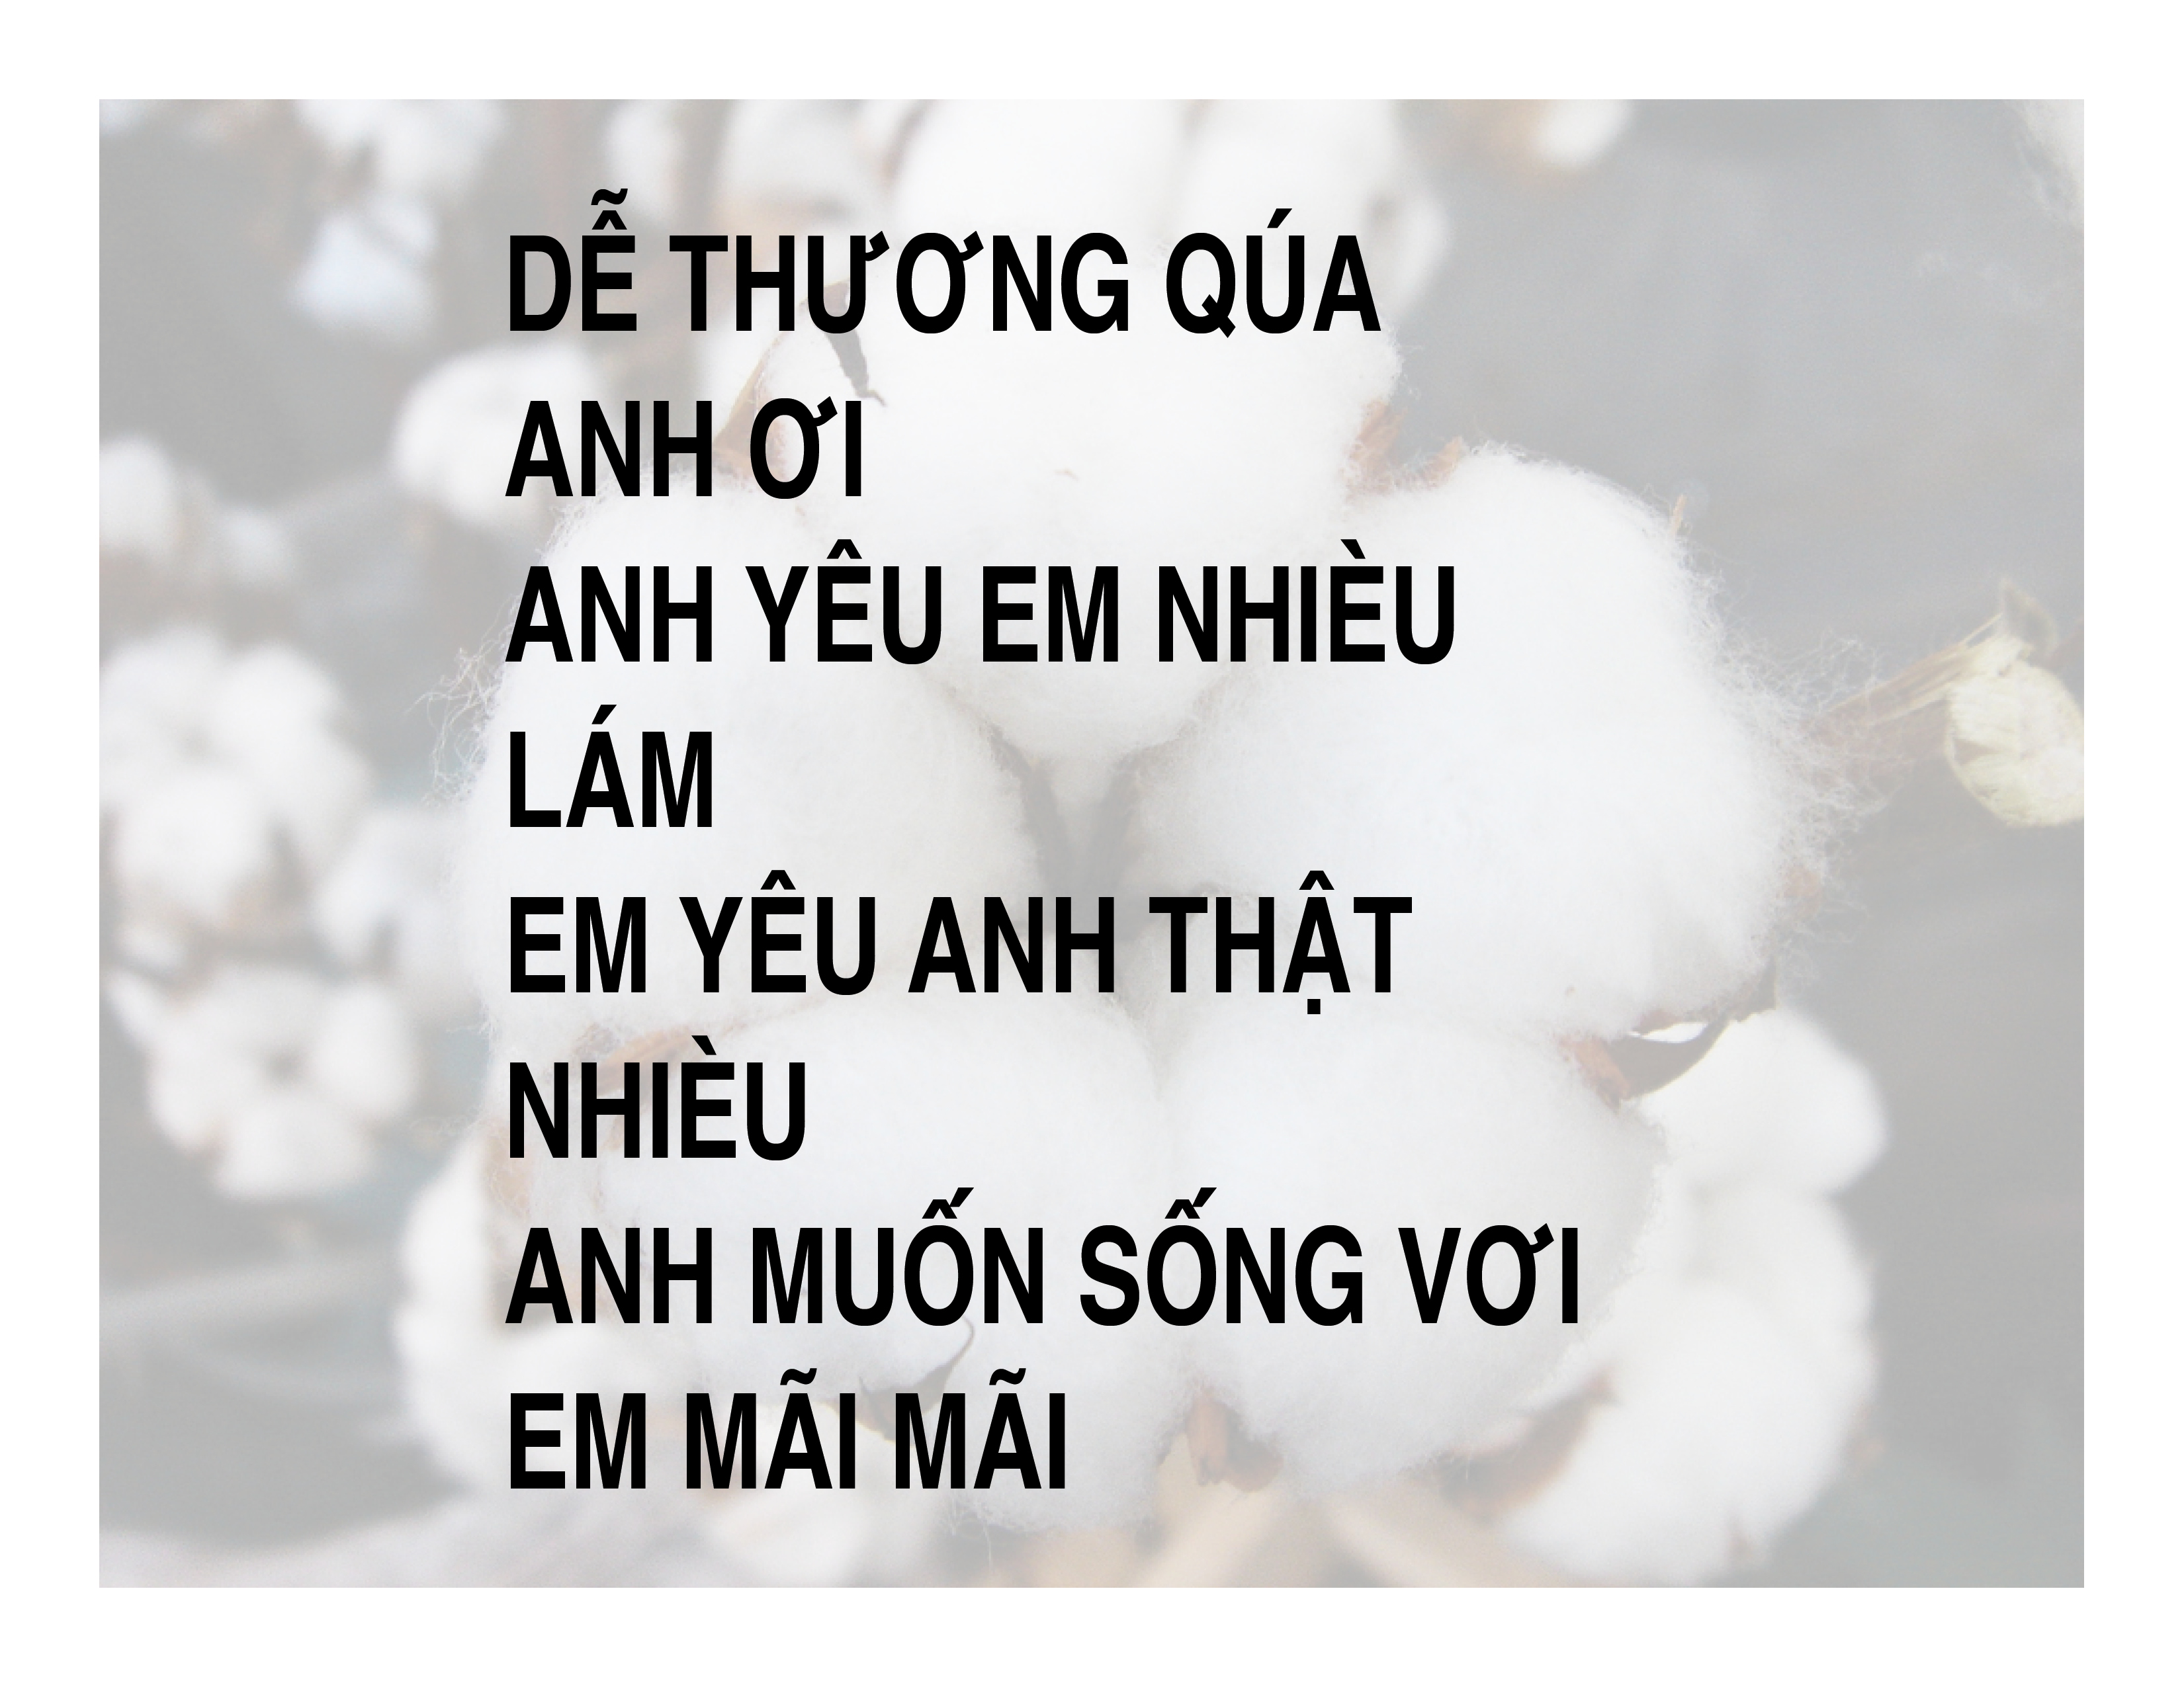 DỄ THƯƠNG QÚA
ANH ƠI
ANH YÊU EM NHIÈU
LÁM
EM YÊU ANH THẬT
NHIÈU
ANH MUỐN SỐNG VƠI
EM MÃI MÃI